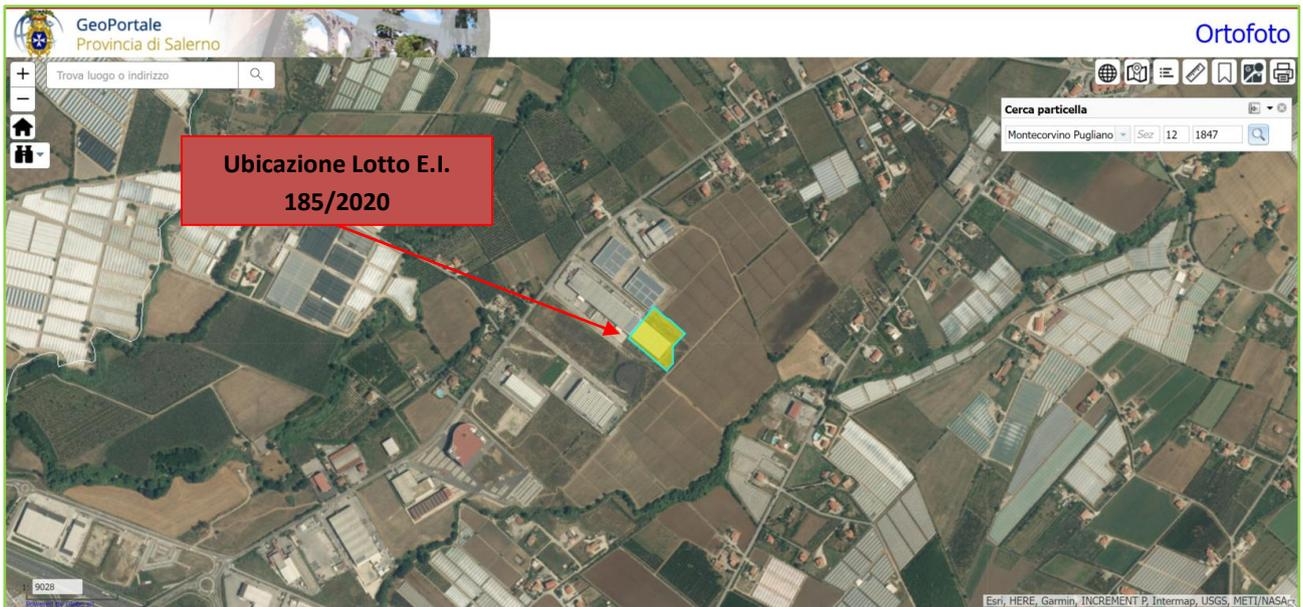 GeoPortale
Provincia di Salerno
Ortofoto
Trova luogo o indirizzo
Cerca particella
Montecorvino Pugliano Sez 12 1847
Ubicazione Lotto E.I.
185/2020
1: 9028
Esri, HERE, Garmin, INCREMENT P, Intermap, USGS, METI/NASA